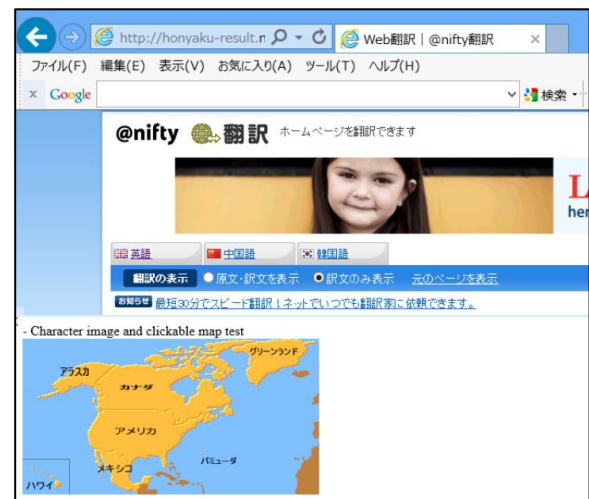 http://honyaku-result.n
Web翻訳 | @nifty翻訳
ファイル(F) 編集(E) 表示(V) お気に入り(A) ツール(T) ヘルプ(H)
× Google 検索
@nifty 翻訳 ホームページを翻訳できます
L
her
英語 中国語 韓国語
翻訳の表示 原文・訳文を表示 訳文のみ表示 元のページを表示
お知らせ 最短30分でスピード翻訳！ネットでいつでも翻訳家に依頼できます。
- Character image and clickable map test
グリーンランド
アラスカ
カナダ
アメリカ
メキシコ
バミューダ
ハワイ